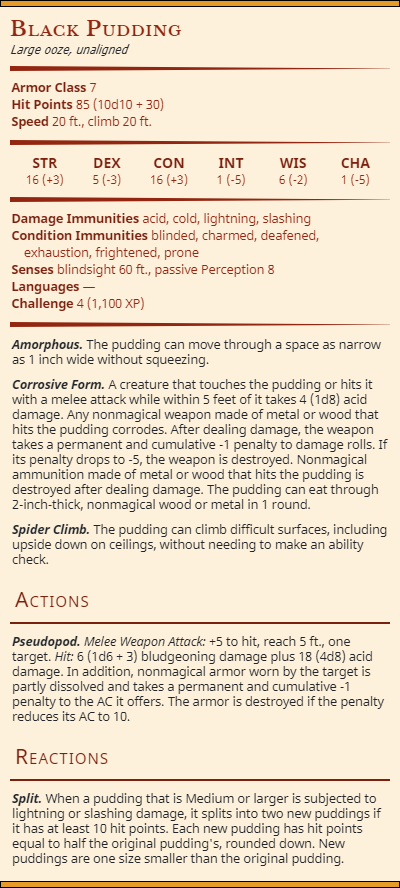 Black Pudding
Large ooze, unaligned
Armor Class 7
Hit Points 85 (10d10 + 30)
Speed 20 ft., climb 20 ft.
STR DEX CON INT WIS CHA
16 (+3) 5 (-3) 16 (+3) 1 (-5) 6 (-2) 1 (-5)
Damage Immunities acid, cold, lightning, slashing
Condition Immunities blinded, charmed, deafened,
exhaustion, frightened, prone
Senses blindsight 60 ft., passive Perception 8
Languages —
Challenge 4 (1,100 XP)
Amorphous. The pudding can move through a space as narrow
as 1 inch wide without squeezing.
Corrosive Form. A creature that touches the pudding or hits it
with a melee attack while within 5 feet of it takes 4 (1d8) acid
damage. Any nonmagical weapon made of metal or wood that
hits the pudding corrodes. After dealing damage, the weapon
takes a permanent and cumulative -1 penalty to damage rolls. If
its penalty drops to -5, the weapon is destroyed. Nonmagical
ammunition made of metal or wood that hits the pudding is
destroyed after dealing damage. The pudding can eat through
2-inch-thick, nonmagical wood or metal in 1 round.
Spider Climb. The pudding can climb difficult surfaces, including
upside down on ceilings, without needing to make an ability
check.
Actions
Pseudopod. Melee Weapon Attack: +5 to hit, reach 5 ft., one
target. Hit: 6 (1d6 + 3) bludgeoning damage plus 18 (4d8) acid
damage. In addition, nonmagical armor worn by the target is
partly dissolved and takes a permanent and cumulative -1
penalty to the AC it offers. The armor is destroyed if the penalty
reduces its AC to 10.
Reactions
Split. When a pudding that is Medium or larger is subjected to
lightning or slashing damage, it splits into two new puddings if
it has at least 10 hit points. Each new pudding has hit points
equal to half the original pudding's, rounded down. New
puddings are one size smaller than the original pudding.